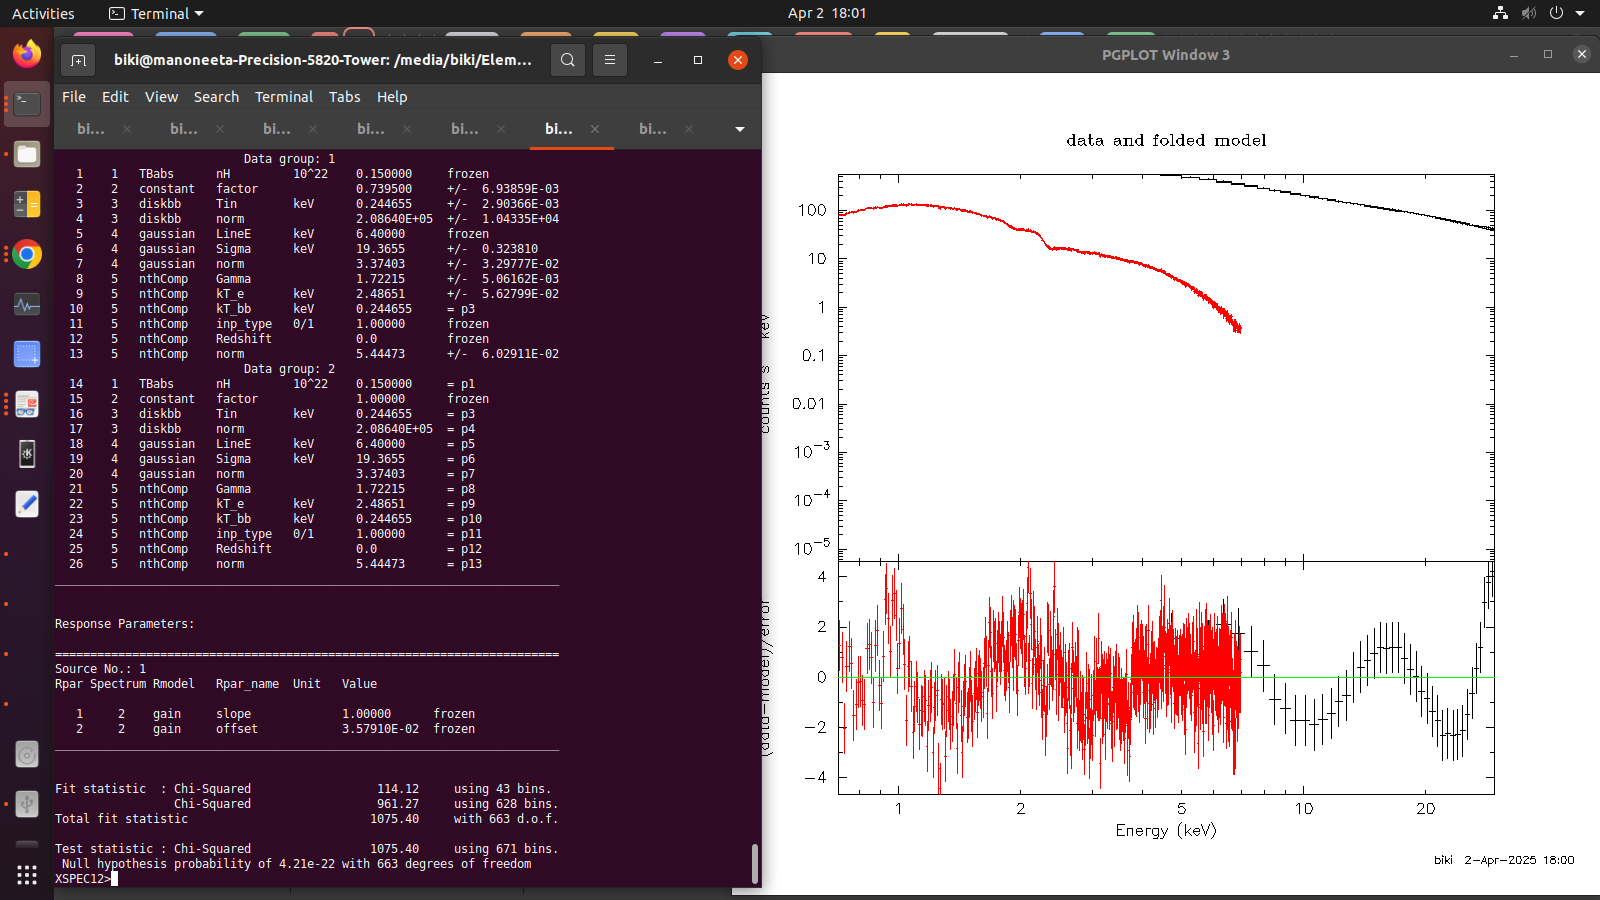 Activities
Terminal
Apr 2 18:01
biki@manoneeta-Precision-5820-Tower: /media/biki/Elem...
PGPLOT Window 3
File Edit View Search Terminal Tabs Help
bi... bi... bi... bi... bi... bi... bi...
Data group: 1
1 1 TBabs nH 10^22 0.150000 frozen
2 2 constant factor 0.739500 +/- 6.93859E-03
3 3 diskbb Tin keV 0.244655 +/- 2.90366E-03
4 3 diskbb norm 2.08640E+05 +/- 1.04335E+04
5 4 gaussian LineE keV 6.40000 frozen
6 4 gaussian Sigma keV 19.3655 +/- 0.323810
7 4 gaussian norm 3.37403 +/- 3.29777E-02
8 5 nthComp Gamma 1.72215 +/- 5.06162E-03
9 5 nthComp kT_e keV 2.48651 +/- 5.62799E-02
10 5 nthComp kT_bb keV 0.244655 = p3
11 5 nthComp inp_type 0/1 1.00000 frozen
12 5 nthComp Redshift 0.0 frozen
13 5 nthComp norm 5.44473 +/- 6.02911E-02
Data group: 2
14 1 TBabs nH 10^22 0.150000 = p1
15 2 constant factor 1.00000 frozen
16 3 diskbb Tin keV 0.244655 = p3
17 3 diskbb norm 2.08640E+05 = p4
18 4 gaussian LineE keV 6.40000 = p5
19 4 gaussian Sigma keV 19.3655 = p6
20 4 gaussian norm 3.37403 = p7
21 5 nthComp Gamma 1.72215 = p8
22 5 nthComp kT_e keV 2.48651 = p9
23 5 nthComp kT_bb keV 0.244655 = p10
24 5 nthComp inp_type 0/1 1.00000 = p11
25 5 nthComp Redshift 0.0 = p12
26 5 nthComp norm 5.44473 = p13
Response Parameters:
Source No.: 1
Rpar Spectrum Rmodel Rpar_name Unit Value
1 2 gain slope 1.00000 frozen
2 2 gain offset 3.57910E-02 frozen
Fit statistic : Chi-Squared 114.12 using 43 bins.
Chi-Squared 961.27 using 628 bins.
Total fit statistic 1075.40 with 663 d.o.f.
Test statistic : Chi-Squared 1075.40 using 671 bins.
Null hypothesis probability of 4.21e-22 with 663 degrees of freedom
XSPEC12>
data and folded model
100
10
1
0.1
0.01
10⁻³
10⁻⁴
10⁻⁵
4
2
0
−2
−4
1 2 5 10 20
Energy (keV)
(data−model)/error
biki 2-Apr-2025 18:00